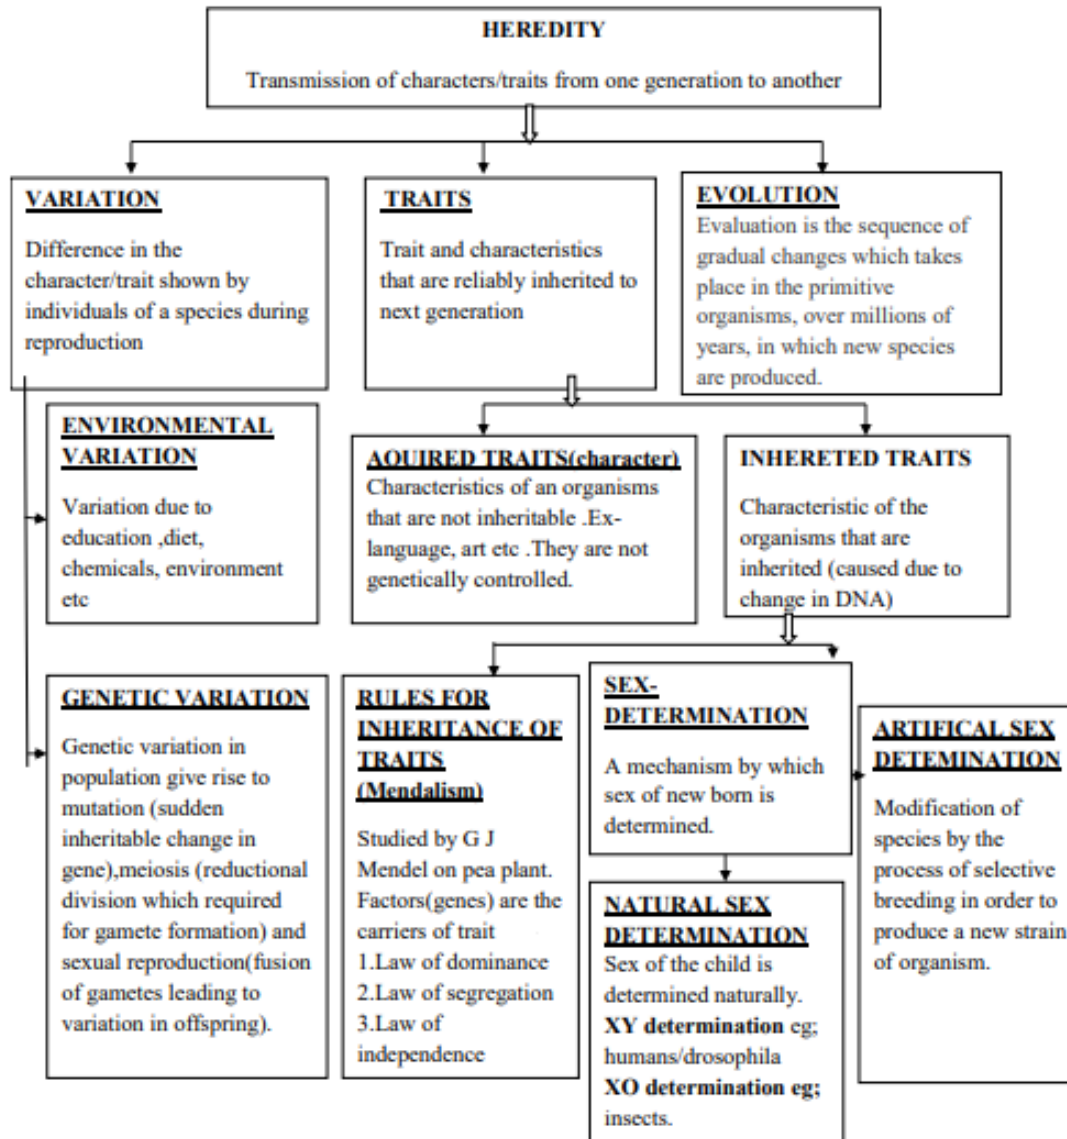 HEREDITY
Transmission of characters/traits from one generation to another
VARIATION
Difference in the
character/trait shown by
individuals of a species during
reproduction
TRAITS
Trait and characteristics
that are reliably inherited to
next generation
EVOLUTION
Evaluation is the sequence of
gradual changes which takes
place in the primitive
organisms, over millions of
years, in which new species
are produced.
ENVIRONMENTAL
VARIATION
Variation due to
education ,diet,
chemicals, environment
etc
AQUIRED TRAITS(character)
Characteristics of an organisms
that are not inheritable .Ex-
language, art etc .They are not
genetically controlled.
INHERETED TRAITS
Characteristic of the
organisms that are
inherited (caused due to
change in DNA)
GENETIC VARIATION
Genetic variation in
population give rise to
mutation (sudden
inheritable change in
gene),meiosis (reductional
division which required
for gamete formation) and
sexual reproduction(fusion
of gametes leading to
variation in offspring).
RULES FOR
INHERITANCE OF
TRAITS
(Mendalism)
Studied by G J
Mendel on pea plant.
Factors(genes) are the
carriers of trait
1.Law of dominance
2.Law of segregation
3.Law of
independence
SEX-
DETERMINATION
A mechanism by which
sex of new born is
determined.
NATURAL SEX
DETERMINATION
Sex of the child is
determined naturally.
XY determination eg;
humans/drosophila
XO determination eg;
insects.
ARTIFICAL SEX
DETEMINATION
Modification of
species by the
process of selective
breeding in order to
produce a new strain
of organism.